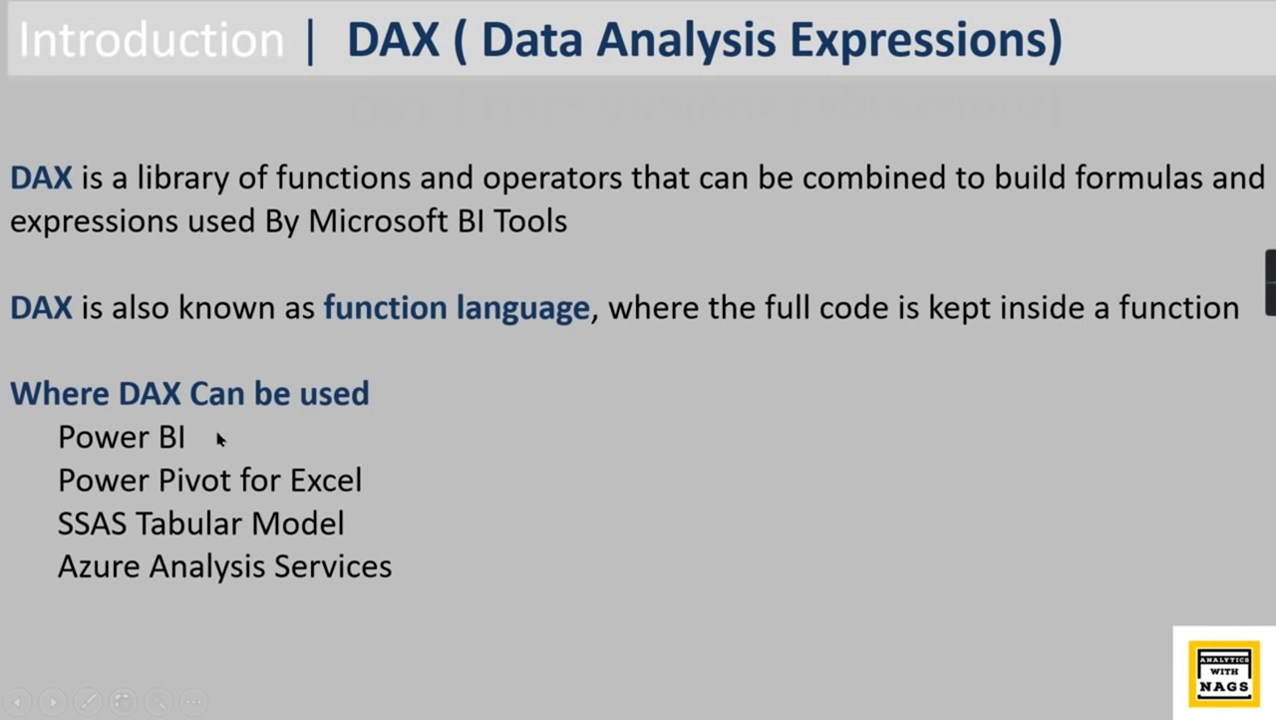 Introduction | DAX ( Data Analysis Expressions)
DAX is a library of functions and operators that can be combined to build formulas and
expressions used By Microsoft BI Tools
DAX is also known as function language, where the full code is kept inside a function
Where DAX Can be used
Power BI
Power Pivot for Excel
SSAS Tabular Model
Azure Analysis Services
ANALYTICS
WITH
NAGS